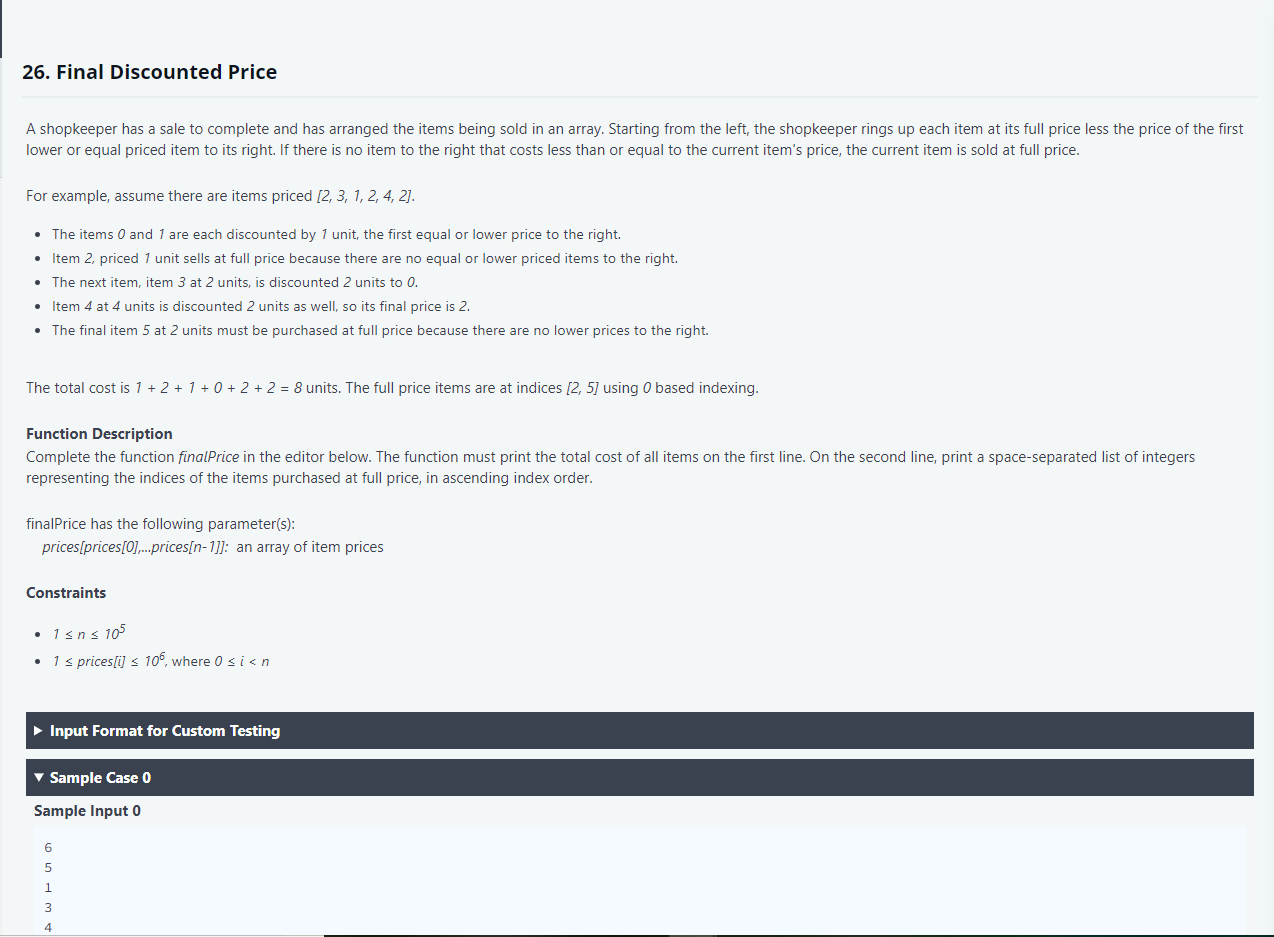 26. Final Discounted Price
A shopkeeper has a sale to complete and has arranged the items being sold in an array. Starting from the left, the shopkeeper rings up each item at its full price less the price of the first
lower or equal priced item to its right. If there is no item to the right that costs less than or equal to the current item's price, the current item is sold at full price.
For example, assume there are items priced [2, 3, 1, 2, 4, 2].
• The items 0 and 1 are each discounted by 1 unit, the first equal or lower price to the right.
• Item 2, priced 1 unit sells at full price because there are no equal or lower priced items to the right.
• The next item, item 3 at 2 units, is discounted 2 units to 0.
• Item 4 at 4 units is discounted 2 units as well, so its final price is 2.
• The final item 5 at 2 units must be purchased at full price because there are no lower prices to the right.
The total cost is 1 + 2 + 1 + 0 + 2 + 2 = 8 units. The full price items are at indices [2, 5] using 0 based indexing.
Function Description
Complete the function finalPrice in the editor below. The function must print the total cost of all items on the first line. On the second line, print a space-separated list of integers
representing the indices of the items purchased at full price, in ascending index order.
finalPrice has the following parameter(s):
prices[prices[0],...prices[n-1]]: an array of item prices
Constraints
• 1 ≤ n ≤ 10⁵
• 1 ≤ prices[i] ≤ 10⁶, where 0 ≤ i < n
▶ Input Format for Custom Testing
▼ Sample Case 0
Sample Input 0
6
5
1
3
4